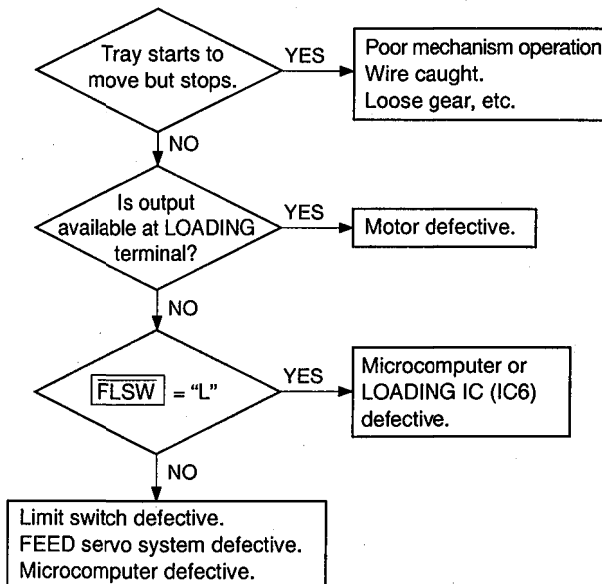 Tray starts to
move but stops.
YES
Poor mechanism operation
Wire caught.
Loose gear, etc.
NO
Is output
available at LOADING
terminal?
YES
Motor defective.
NO
FLSW = “L”
YES
Microcomputer or
LOADING IC (IC6)
defective.
NO
Limit switch defective.
FEED servo system defective.
Microcomputer defective.